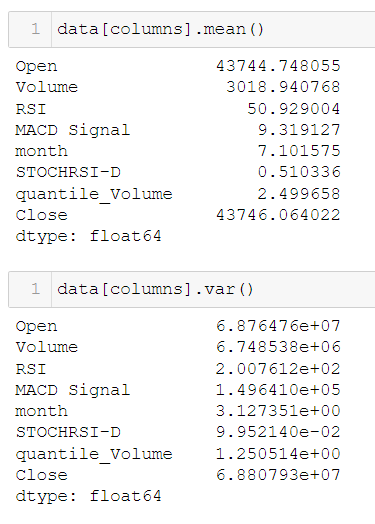 1 data[columns].mean()
Open 43744.748055
Volume 3018.940768
RSI 50.929004
MACD Signal 9.319127
month 7.101575
STOCHRSI-D 0.510336
quantile_Volume 2.499658
Close 43746.064022
dtype: float64
1 data[columns].var()
Open 6.876476e+07
Volume 6.748538e+06
RSI 2.007612e+02
MACD Signal 1.496410e+05
month 3.127351e+00
STOCHRSI-D 9.952140e-02
quantile_Volume 1.250514e+00
Close 6.880793e+07
dtype: float64